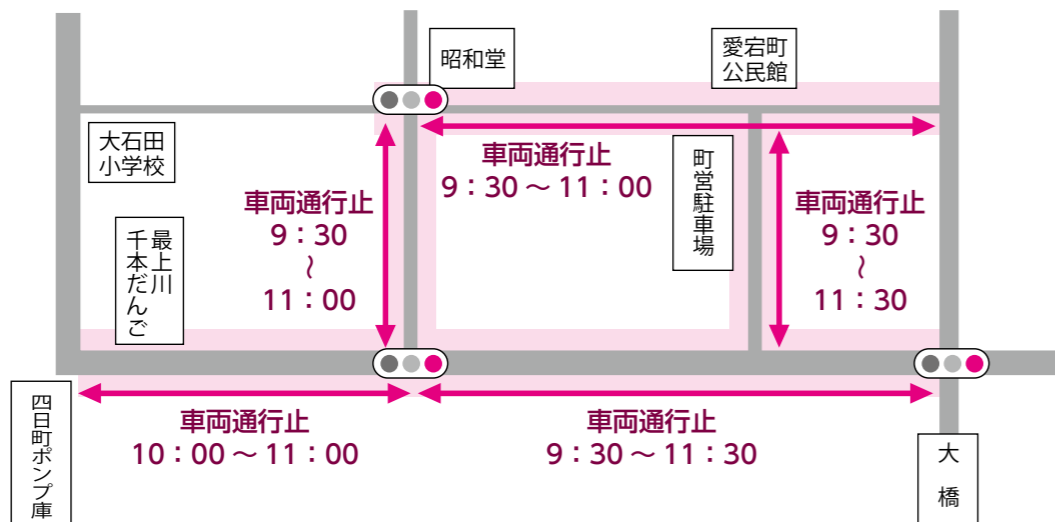 昭和堂
愛宕町
公民館
大石田
小学校
車両通行止
9：30～11：00
町営駐車場
車両通行止
9：30
～
11：00
車両通行止
9：30
～
11：30
最上川
千本だんご
四日町ポンプ庫
車両通行止
10：00～11：00
車両通行止
9：30～11：30
大橋